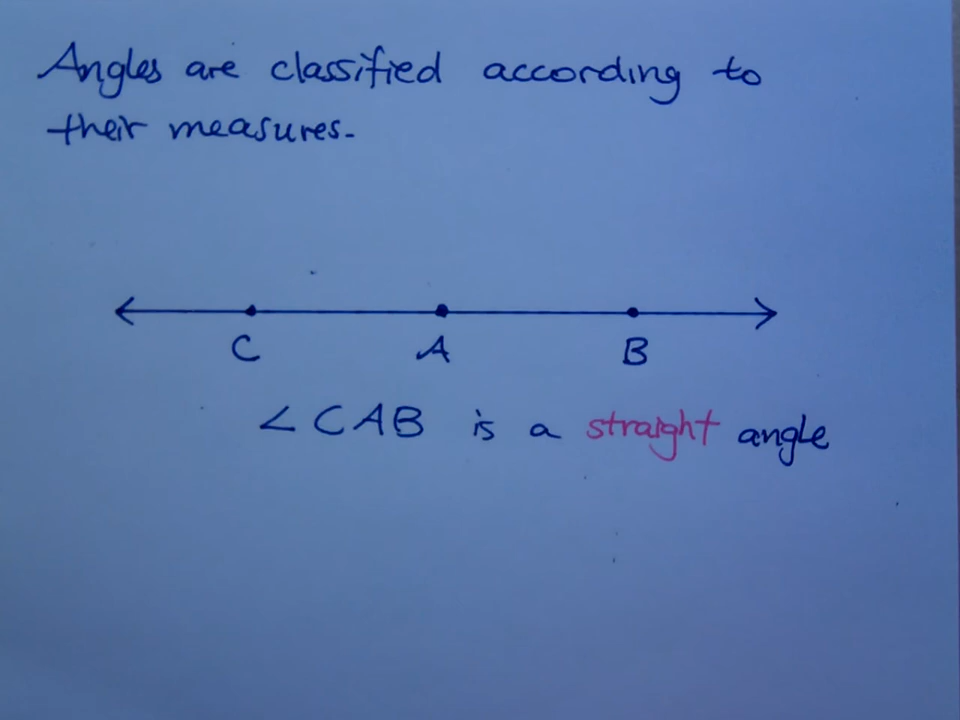 Angles are classified according to
their measures.
C A B
∠CAB is a straight angle